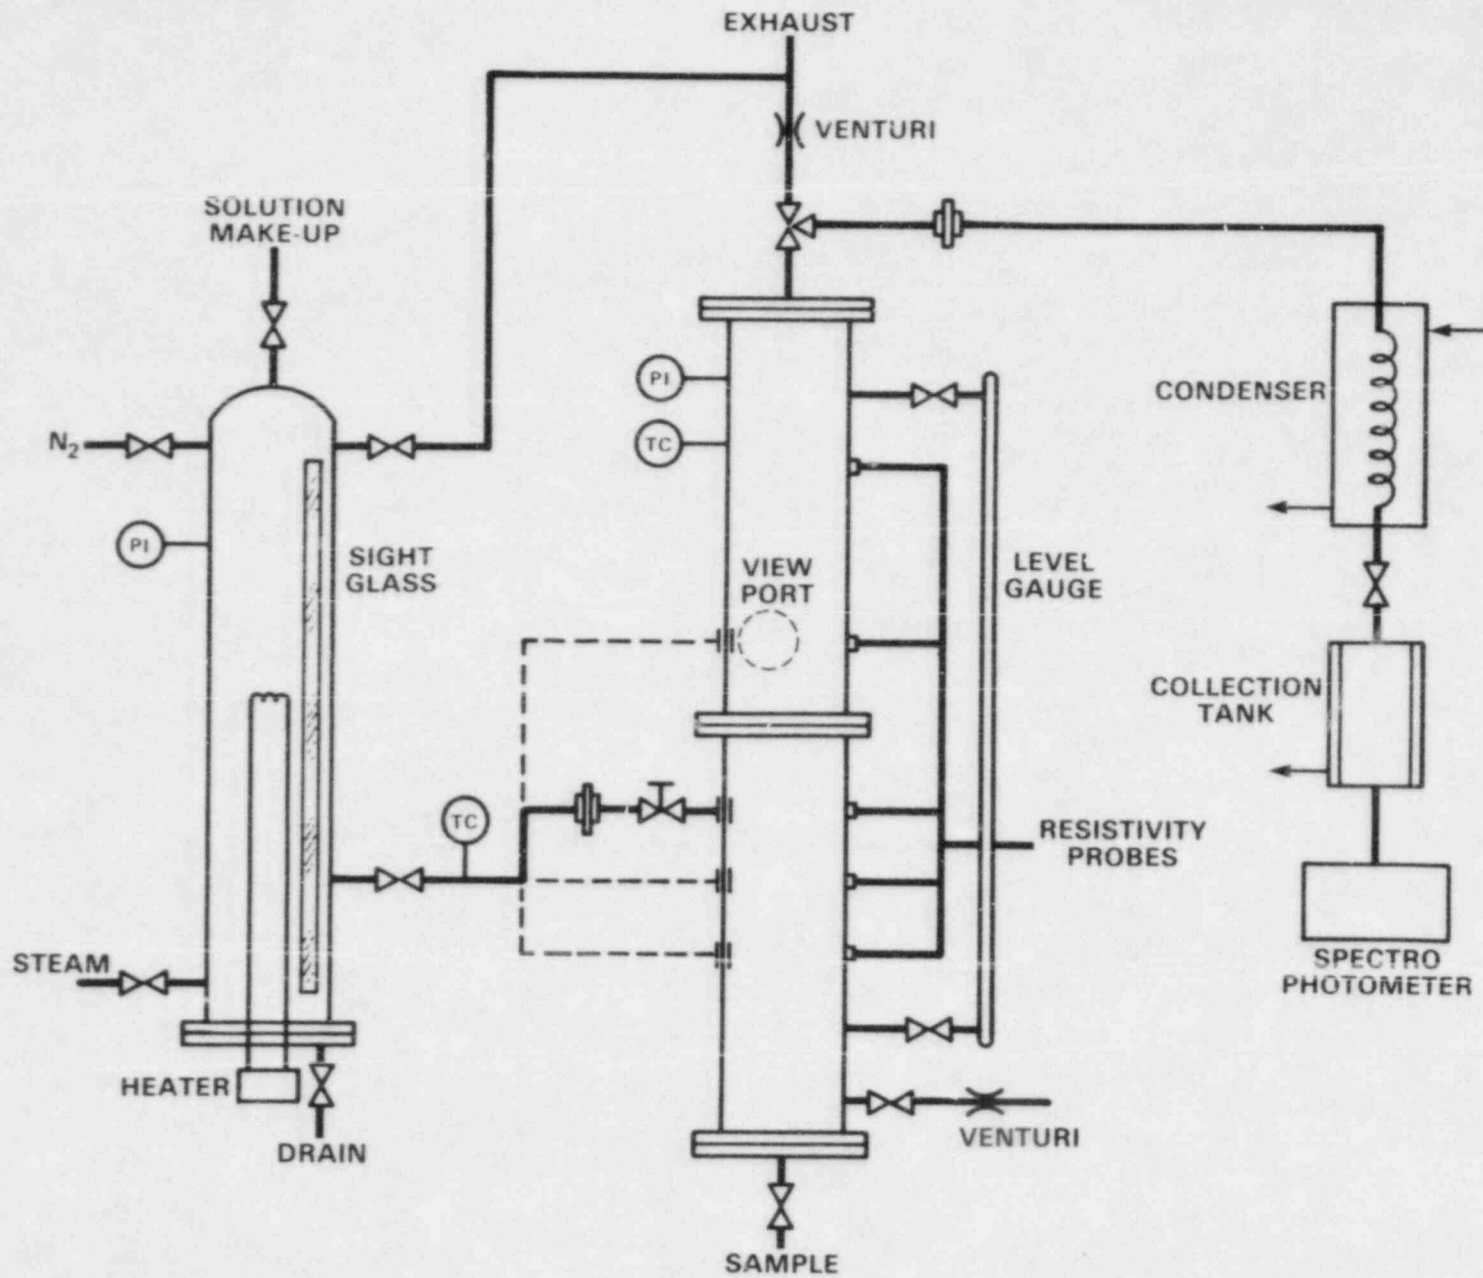 EXHAUST
VENTURI
SOLUTION
MAKE-UP
PI
CONDENSER
N2
TC
PI
SIGHT
GLASS
VIEW
PORT
LEVEL
GAUGE
COLLECTION
TANK
TC
RESISTIVITY
PROBES
STEAM
SPECTRO
PHOTOMETER
HEATER
DRAIN
VENTURI
SAMPLE